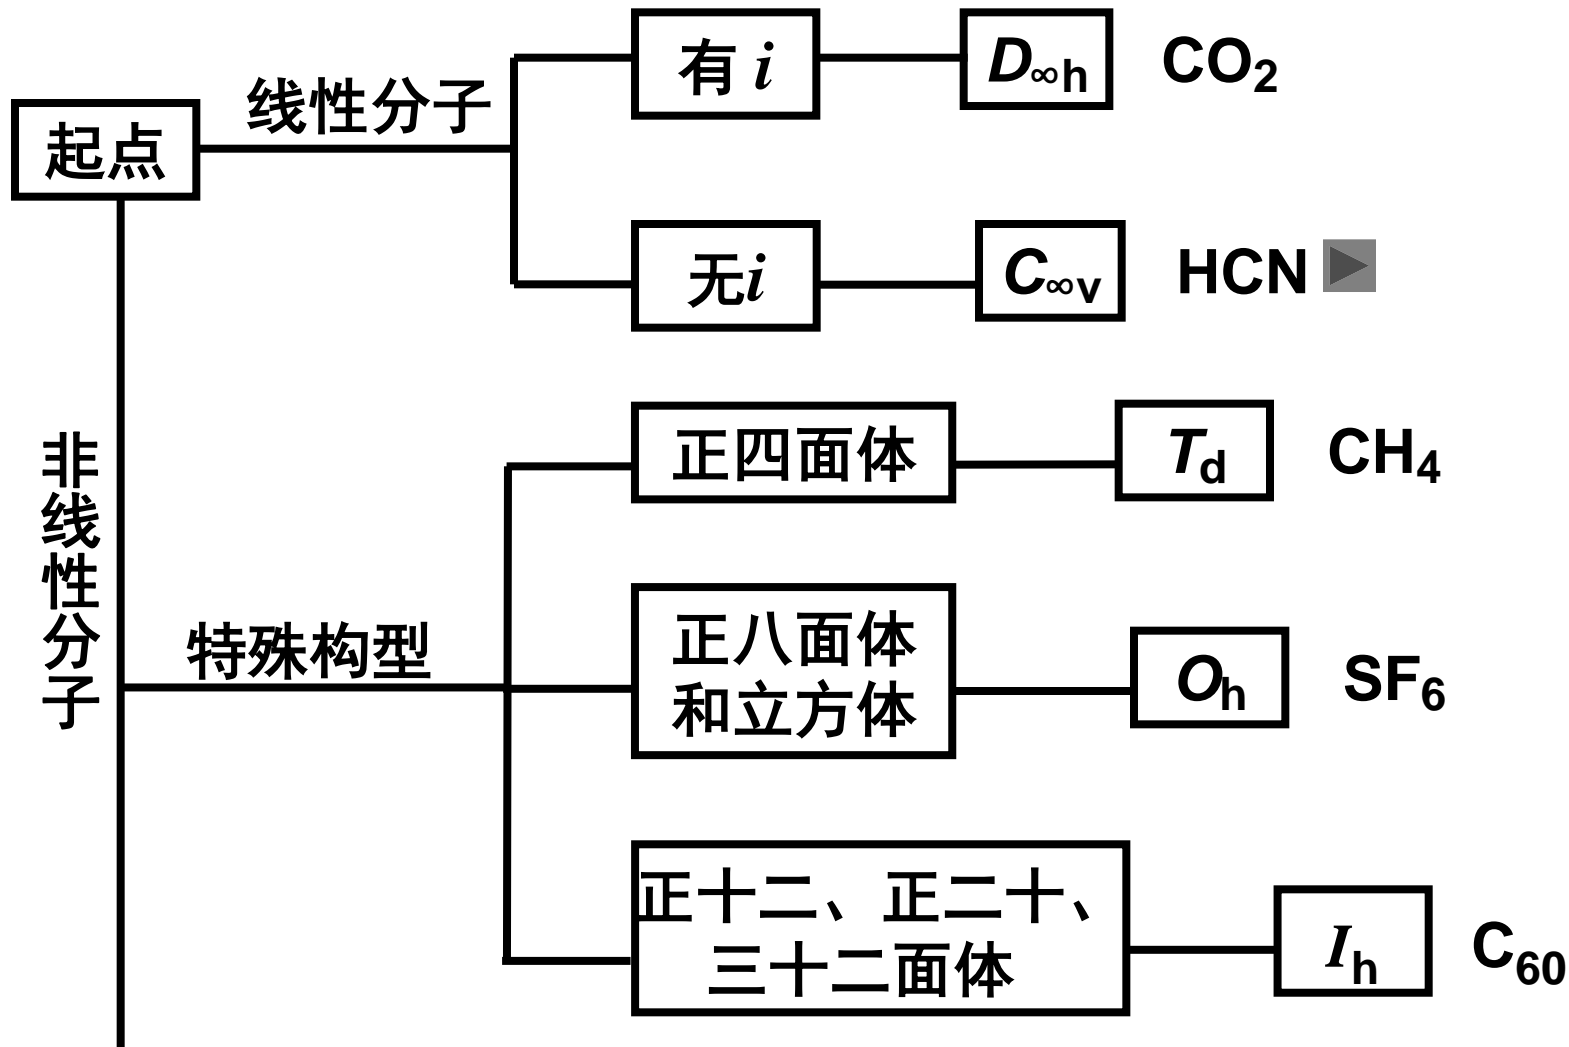 起点
线性分子
有 i
D∞h
CO2
无i
C∞v
HCN
非线性分子
特殊构型
正四面体
Td
CH4
正八面体
和立方体
Oh
SF6
正十二、正二十、
三十二面体
Ih
C60